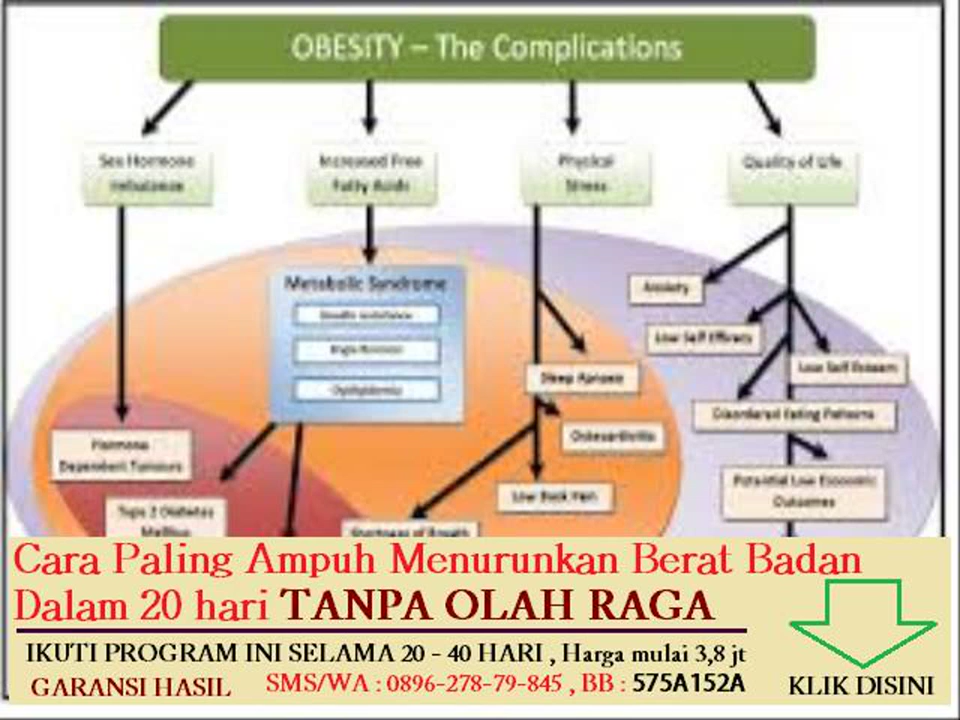 OBESITY – The Complications
Sex Hormone
Imbalance
Increased Free
Fatty Acids
Physical
Stress
Quality of Life
Metabolic Syndrome
Anxiety
Low Self Efficacy
Low Self Esteem
Sleep Apnoea
Disordered Eating Patterns
Osteoarthritis
Hormone
Dependent Tumours
Potential Low Economic
Outcomes
Low Back Pain
Type 2 Diabetes
Mellitus
Shortness of Breath
Cara Paling Ampuh Menurunkan Berat Badan
Dalam 20 hari TANPA OLAH RAGA
IKUTI PROGRAM INI SELAMA 20 - 40 HARI , Harga mulai 3,8 jt
GARANSI HASIL SMS/WA : 0896-278-79-845 , BB : 575A152A
KLIK DISINI